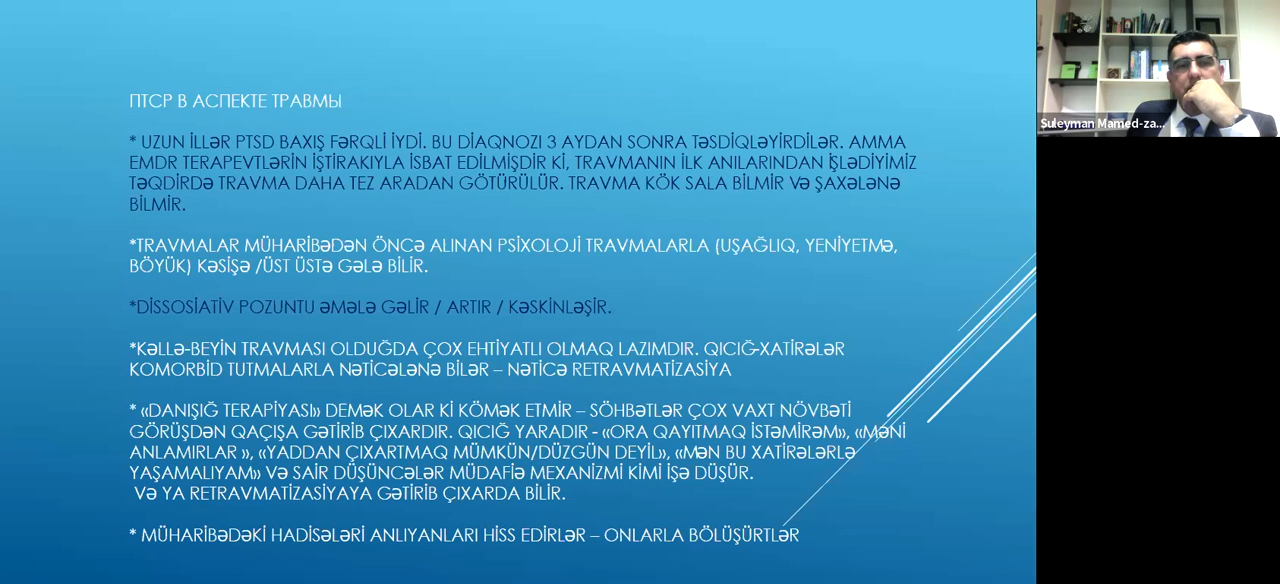 ПТСР В АСПЕКТЕ ТРАВМЫ
* UZUN İLLƏR PTSD BAXIŞ FƏRQLİ İYDİ. BU DİAQNOZI 3 AYDAN SONRA TƏSDİQLƏYİRDİLƏR. AMMA
EMDR TERAPEVTLƏRİN İŞTİRAKIYLA İSBAT EDİLMİŞDİR Kİ, TRAVMANIN İLK ANILARINDAN İŞLƏDİYİMİZ
TƏQDİRDƏ TRAVMA DAHA TEZ ARADAN GÖTÜRÜLÜR. TRAVMA KÖK SALA BİLMİR VƏ ŞAXƏLƏNƏ
BİLMİR.
*TRAVMALAR MÜHARİBƏDƏN ÖNCƏ ALINAN PSİXOLOJİ TRAVMALARLA (UŞAĞLIQ, YENİYETMƏ,
BÖYÜK) KƏSİŞƏ /ÜST ÜSTƏ GƏLƏ BİLİR.
*DİSSOSİATİV POZUNTU ƏMƏLƏ GƏLİR / ARTIR / KƏSKİNLƏŞİR.
*KƏLLƏ-BEYİN TRAVMASI OLDUĞDA ÇOX EHTİYATLI OLMAQ LAZIMDIR. QICIĞ-XATİRƏLƏR
KOMORBİD TUTMALARLA NƏTİCƏLƏNƏ BİLƏR – NƏTİCƏ RETRAVMATİZASİYA
* «DANIŞIĞ TERAPİYASI» DEMƏK OLAR Kİ KÖMƏK ETMİR – SÖHBƏTLƏR ÇOX VAXT NÖVBƏTİ
GÖRÜŞDƏN QAÇIŞA GƏTİRİB ÇIXARDIR. QICIĞ YARADIR - «ORA QAYITMAQ İSTƏMİRƏM», «MƏNİ
ANLAMIRLAR », «YADDAN ÇIXARTMAQ MÜMKÜN/DÜZGÜN DEYİL», «MƏN BU XATİRƏLƏRLƏ
YAŞAMALIYAM» VƏ SAİR DÜŞÜNCƏLƏR MÜDAFİƏ MEXANİZMİ KİMİ İŞƏ DÜŞÜR.
VƏ YA RETRAVMATİZASİYAYA GƏTİRİB ÇIXARDA BİLİR.
* MÜHARİBƏDƏKİ HADİSƏLƏRİ ANLIYANLARI HİSS EDİRLƏR – ONLARLA BÖLÜŞÜRTLƏR
Suleyman Mamed-za...